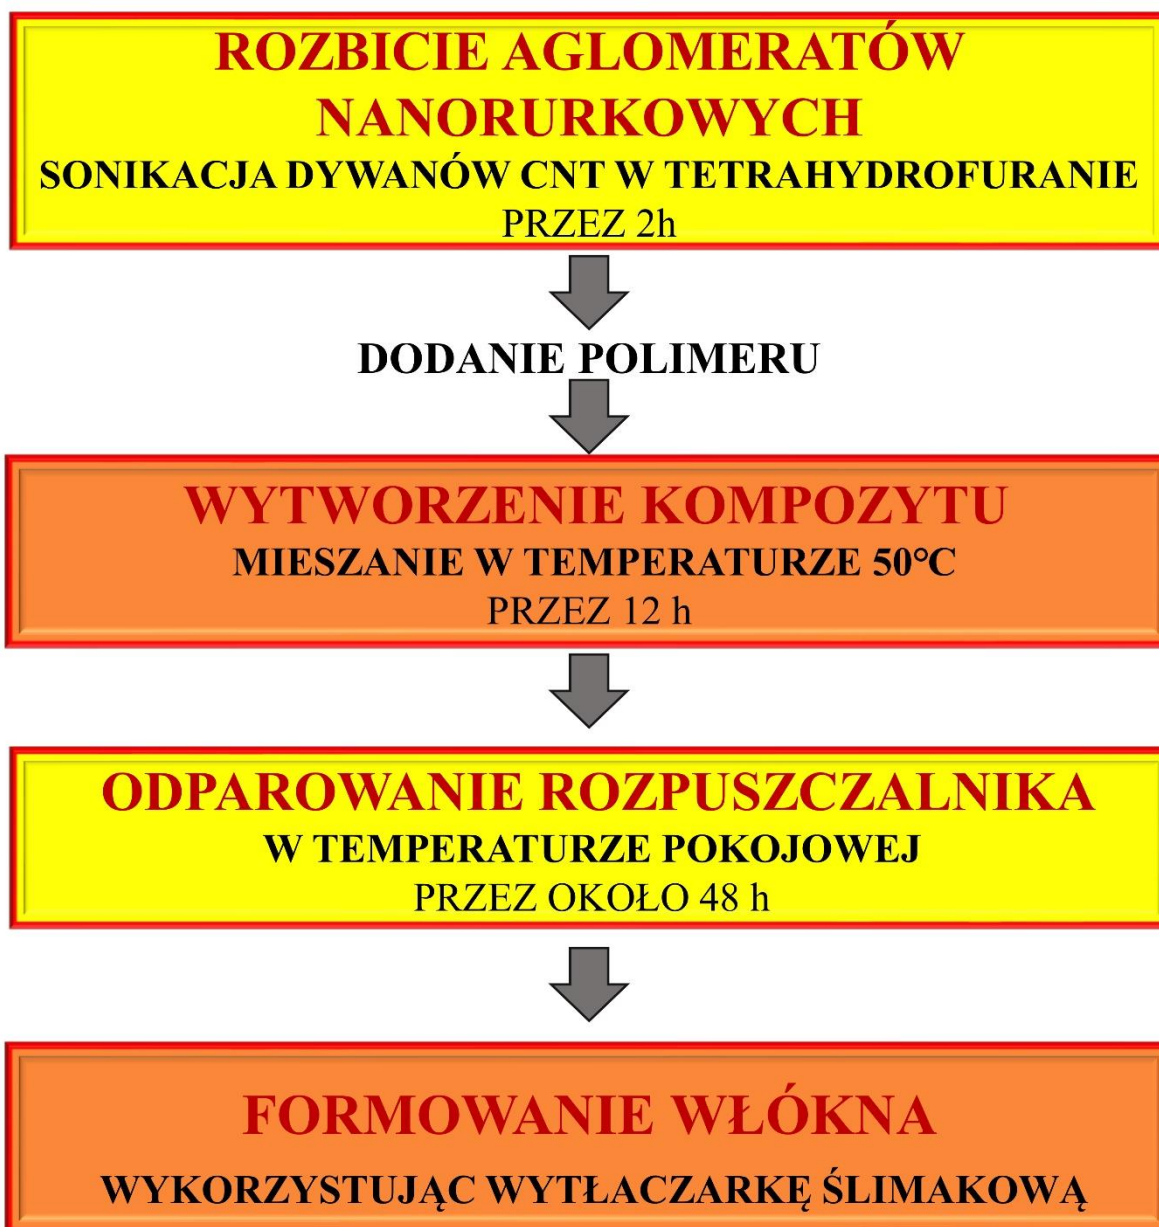 ROZBICIE AGLOMERATÓW
NANORURKOWYCH
SONIKACJA DYWANÓW CNT W TETRAHYDROFURANIE
PRZEZ 2h
DODANIE POLIMERU
WYTWORZENIE KOMPOZYTU
MIESZANIE W TEMPERATURZE 50°C
PRZEZ 12 h
ODPAROWANIE ROZPUSZCZALNIKA
W TEMPERATURZE POKOJOWEJ
PRZEZ OKOŁO 48 h
FORMOWANIE WŁÓKNA
WYKORZYSTUJĄC WYTŁACZARKĘ ŚLIMAKOWĄ